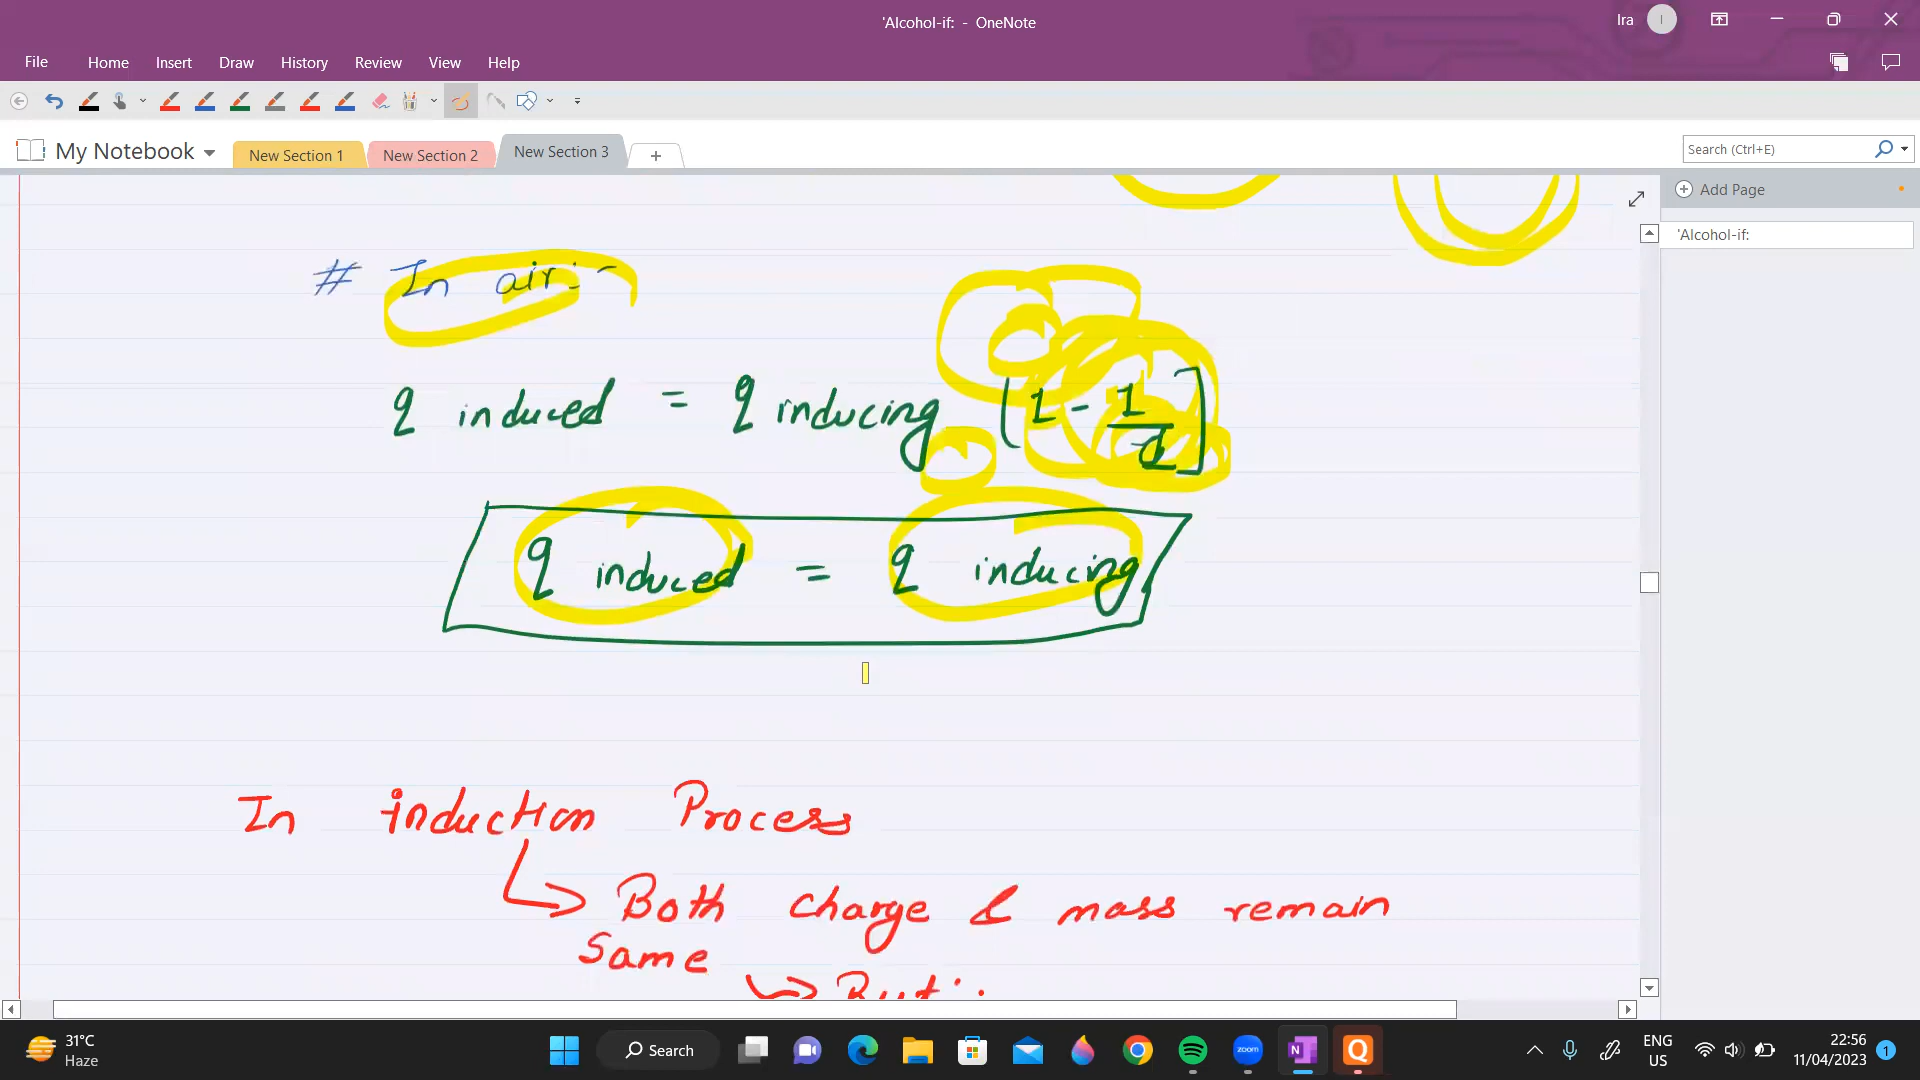 'Alcohol-if: - OneNote
Ira I
File Home Insert Draw History Review View Help
My Notebook New Section 1 New Section 2 New Section 3 +
Search (Ctrl+E)
Add Page
'Alcohol-if:
# In air:-
q induced = q inducing [1 - 1/
q induced = q inducing
In induction Process
Both charge & mass remain
Same
But:
31°C
Haze
Search
zoom
N
Q
ENG
US
22:56
11/04/2023
1